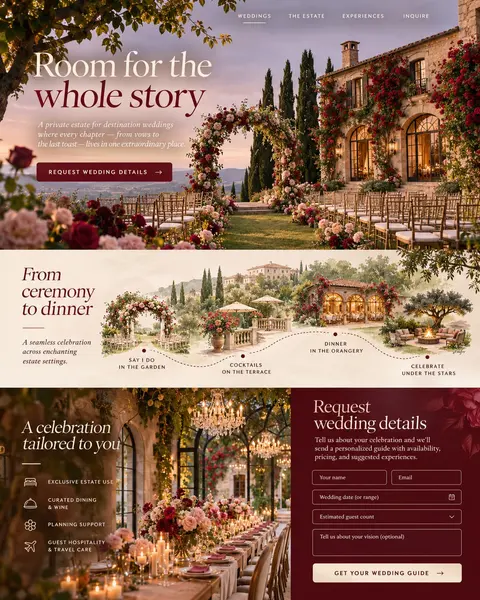 WEDDINGS THE ESTATE EXPERIENCES INQUIRE
Room for the
whole story
A private estate for destination weddings
where every chapter — from vows to
the last toast — lives in one extraordinary place
REQUEST WEDDING DETAILS →
From
ceremony
to dinner
A seamless celebration
across enchanting
estate settings.
SAY I DO
IN THE GARDEN
COCKTAILS
ON THE TERRACE
DINNER
IN THE ORANGERY
CELEBRATE
UNDER THE STARS
A celebration
tailored to you
EXCLUSIVE ESTATE USE
CURATED DINING
& WINE
PLANNING SUPPORT
GUEST HOSPITALITY
& TRAVEL CARE
Request
wedding details
Tell us about your celebration and we'll
send a personalized guide with availability,
pricing, and suggested experiences.
Your name
Email
Wedding date (or range)
Estimated guest count
Tell us about your vision (optional)
GET YOUR WEDDING GUIDE →